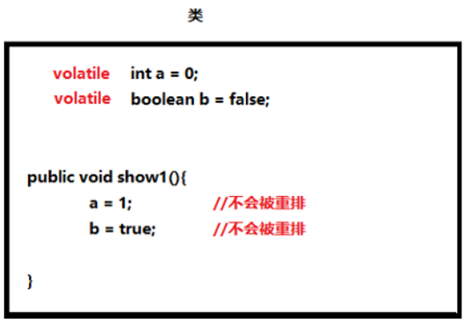 类
volatile int a = 0;
volatile boolean b = false;
public void show1(){
a = 1; //不会被重排
b = true; //不会被重排
}